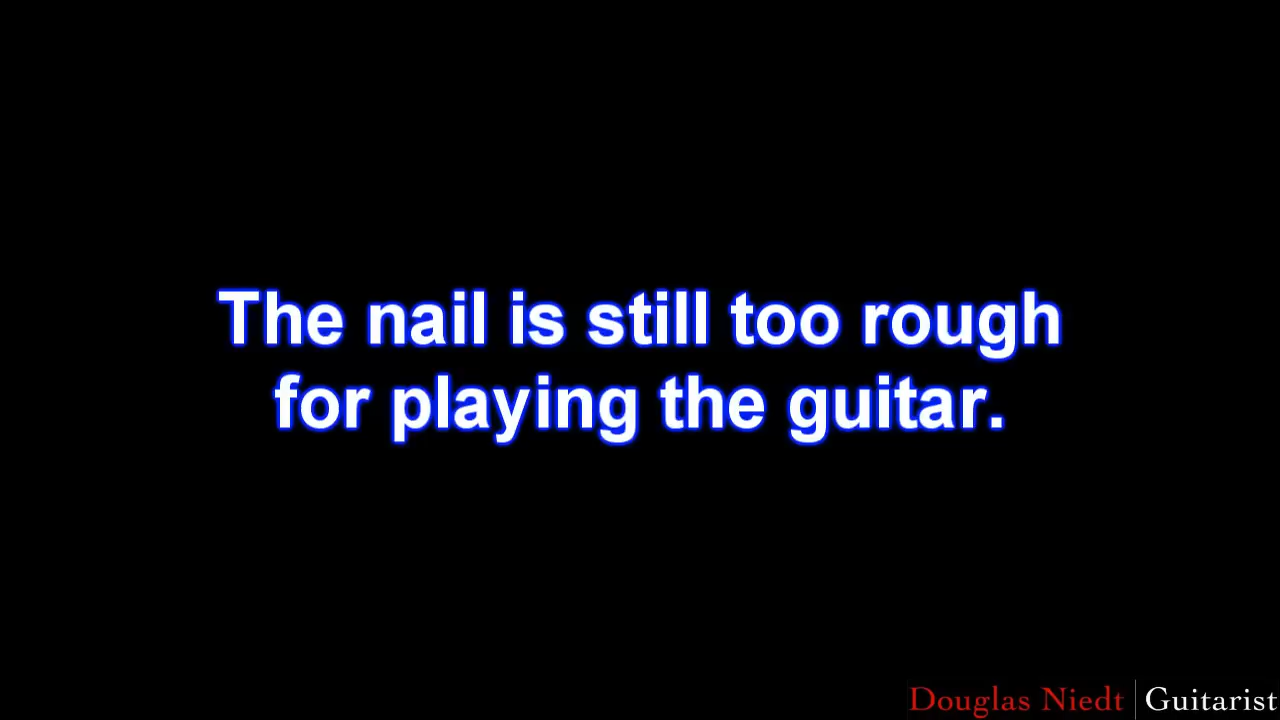 The nail is still too rough
for playing the guitar.
Douglas Niedt | Guitarist